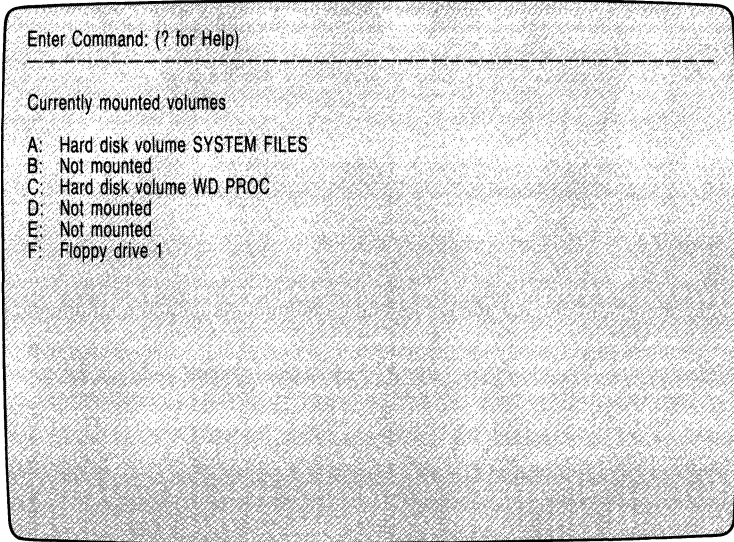 Enter Command: (? for Help)
Currently mounted volumes
A: Hard disk volume SYSTEM FILES
B: Not mounted
C: Hard disk volume WD PROC
D: Not mounted
E: Not mounted
F: Floppy drive 1